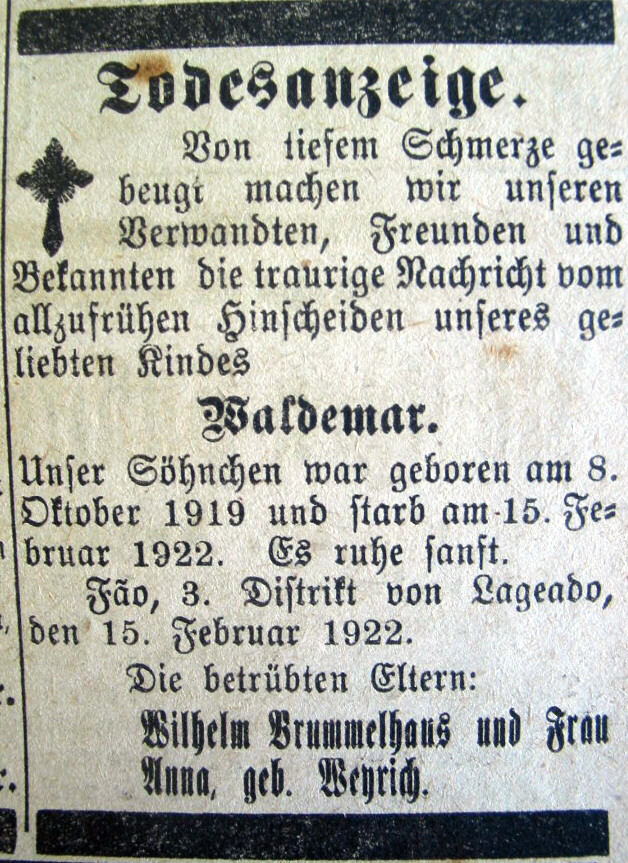 Todesanzeige.
Von tiefem Schmerze ge=
beugt machen wir unseren
Verwandten, Freunden und
Bekannten die traurige Nachricht vom
allzufrühen Hinscheiden unseres ge=
liebten Kindes
Waldemar.
Unser Söhnchen war geboren am 8.
Oktober 1919 und starb am 15. Fe=
bruar 1922. Es ruhe sanft.
Fão, 3. Distrikt von Lageado,
den 15. Februar 1922.
Die betrübten Eltern:
Wilhelm Brummelhaus und Frau
Anna, geb. Weyrich.